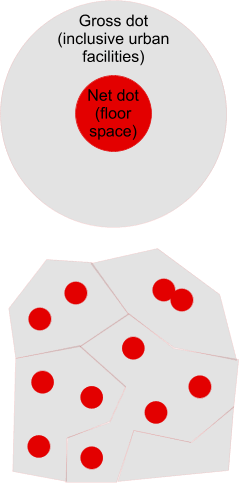 Gross dot
(inclusive urban
facilities)
Net dot
(floor
space)